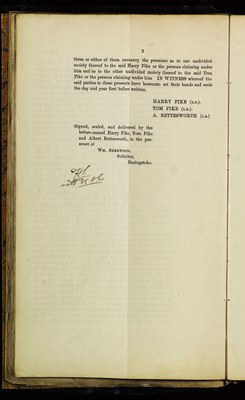 7
them or either of them reconvey the premises as to one undivided
moiety thereof to the said Harry Pike or the persons claiming under
him and as to the other undivided moiety thereof to the said Tom
Pike or the persons claiming under him IN WITNESS whereof the
said parties to these presents have hereunto set their hands and seals
the day and year first before written.
HARRY PIKE (L.S.).
TOM PIKE (L.S.).
A. BETTESWORTH (L.S.)
Signed, sealed, and delivered by the
before-named Harry Pike, Tom Pike
and Albert Bettesworth, in the pre-
sence of
WM. SHERWOOD,
Solicitor,
Basingstoke.